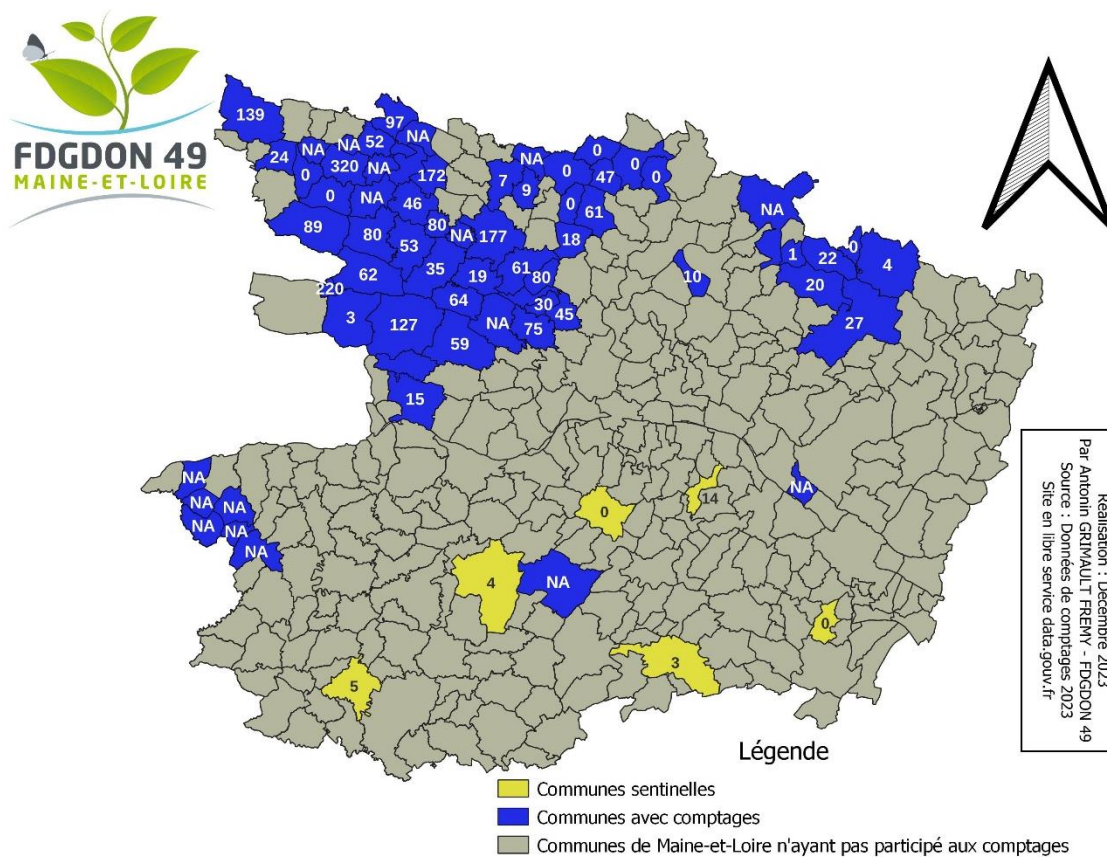 FDGDON 49
MAINE-ET-LOIRE
139
97
NA
52
NA
NA
24
320
NA
172
0
NA
0
46
89
80
53
80
NA
177
62
35
19
61
80
220
64
30
45
3
127
NA
75
59
15
NA
7
9
0
0
47
0
0
0
61
18
10
NA
1
22
0
4
20
27
NA
NA
NA
NA
NA
NA
NA
0
14
4
NA
0
3
5
Réalisation : Décembre 2023
Par Antonin GRIMAULT FREMY - FDGDON 49
Source : Données de comptages 2023
Site en libre service data.gouv.fr
Légende
Communes sentinelles
Communes avec comptages
Communes de Maine-et-Loire n'ayant pas participé aux comptages